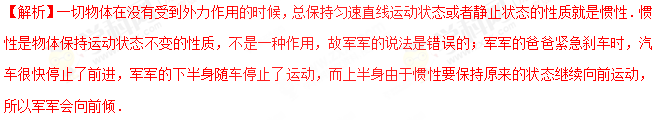 【解析】一切物体在没有受到外力作用的时候，总保持匀速直线运动状态或者静止状态的性质就是惯性．惯
性是物体保持运动状态不变的性质，不是一种作用，故军军的说法是错误的；军军的爸爸紧急刹车时，汽
车很快停止了前进，军军的下半身随车停止了运动，而上半身由于惯性要保持原来的状态继续向前运动，
所以军军会向前倾．